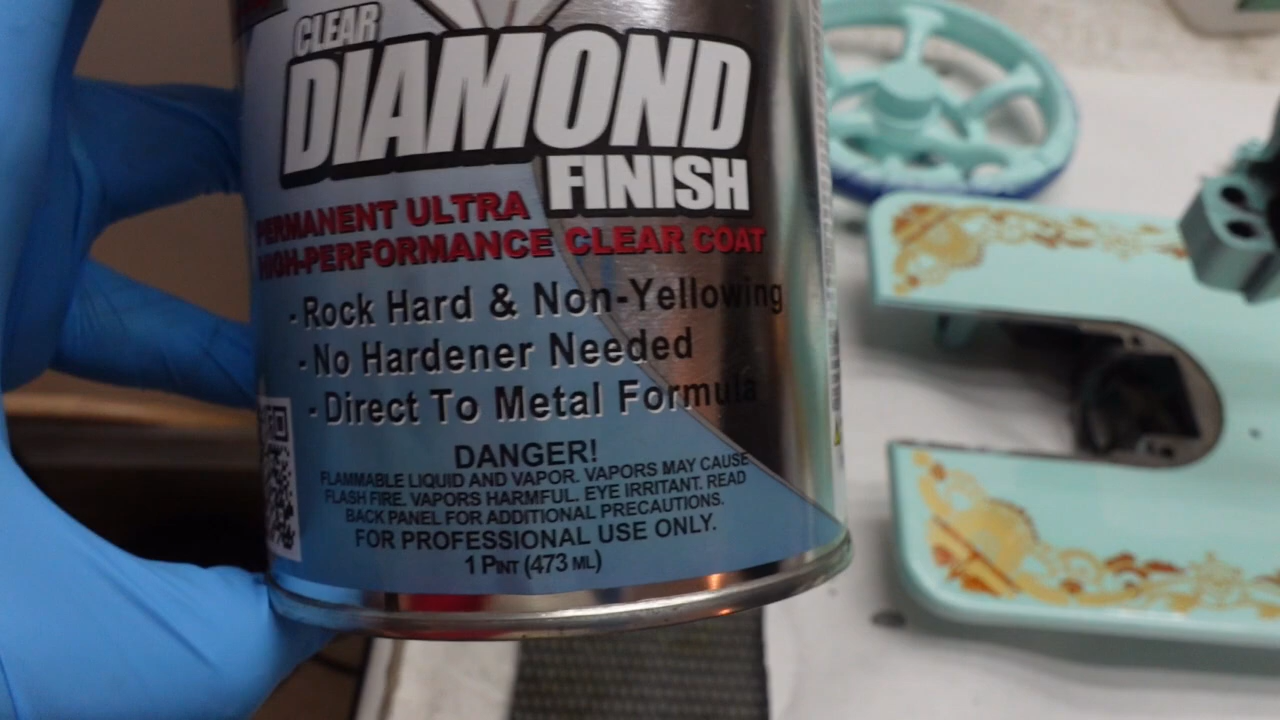 CLEAR
DIAMOND
FINISH
PERMANENT ULTRA
HIGH-PERFORMANCE CLEAR COAT
- Rock Hard & Non-Yellowing
- No Hardener Needed
- Direct To Metal Formula
DANGER!
FLAMMABLE LIQUID AND VAPOR. VAPORS MAY CAUSE
FLASH FIRE. VAPORS HARMFUL. EYE IRRITANT. READ
BACK PANEL FOR ADDITIONAL PRECAUTIONS.
FOR PROFESSIONAL USE ONLY.
1 PINT (473 ML)